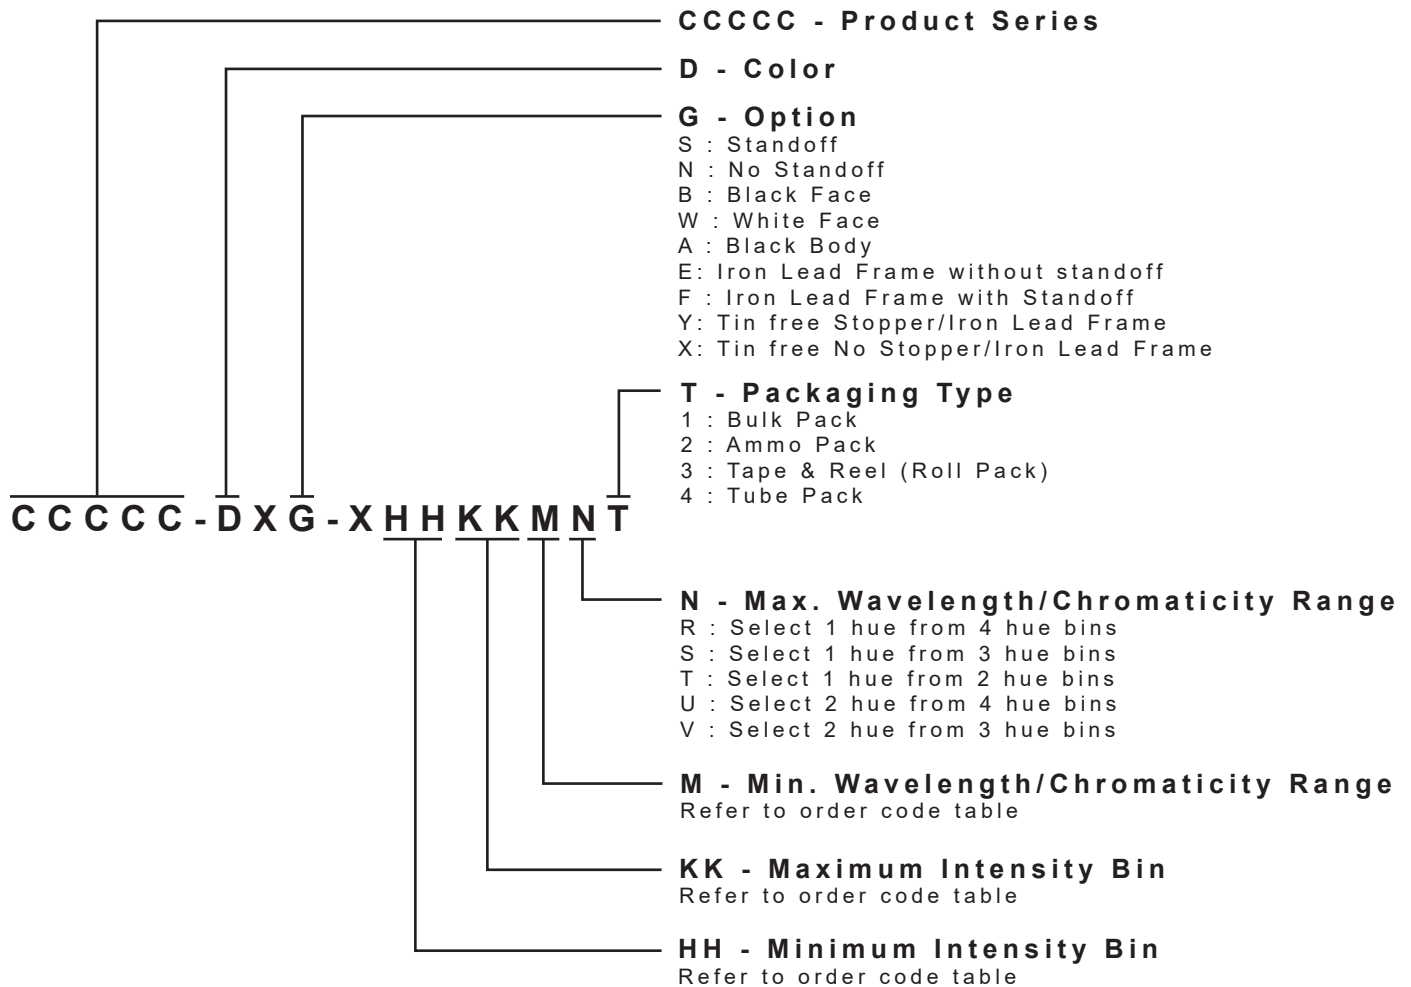 CCCCC - Product Series
D - Color
G - Option
S : Standoff
N : No Standoff
B : Black Face
W : White Face
A : Black Body
E: Iron Lead Frame without standoff
F : Iron Lead Frame with Standoff
Y: Tin free Stopper/Iron Lead Frame
X: Tin free No Stopper/Iron Lead Frame
T - Packaging Type
1 : Bulk Pack
2 : Ammo Pack
3 : Tape & Reel (Roll Pack)
4 : Tube Pack
CCCCC-DXG-XHHKKMNT
N - Max. Wavelength/Chromaticity Range
R : Select 1 hue from 4 hue bins
S : Select 1 hue from 3 hue bins
T : Select 1 hue from 2 hue bins
U : Select 2 hue from 4 hue bins
V : Select 2 hue from 3 hue bins
M - Min. Wavelength/Chromaticity Range
Refer to order code table
KK - Maximum Intensity Bin
Refer to order code table
HH - Minimum Intensity Bin
Refer to order code table